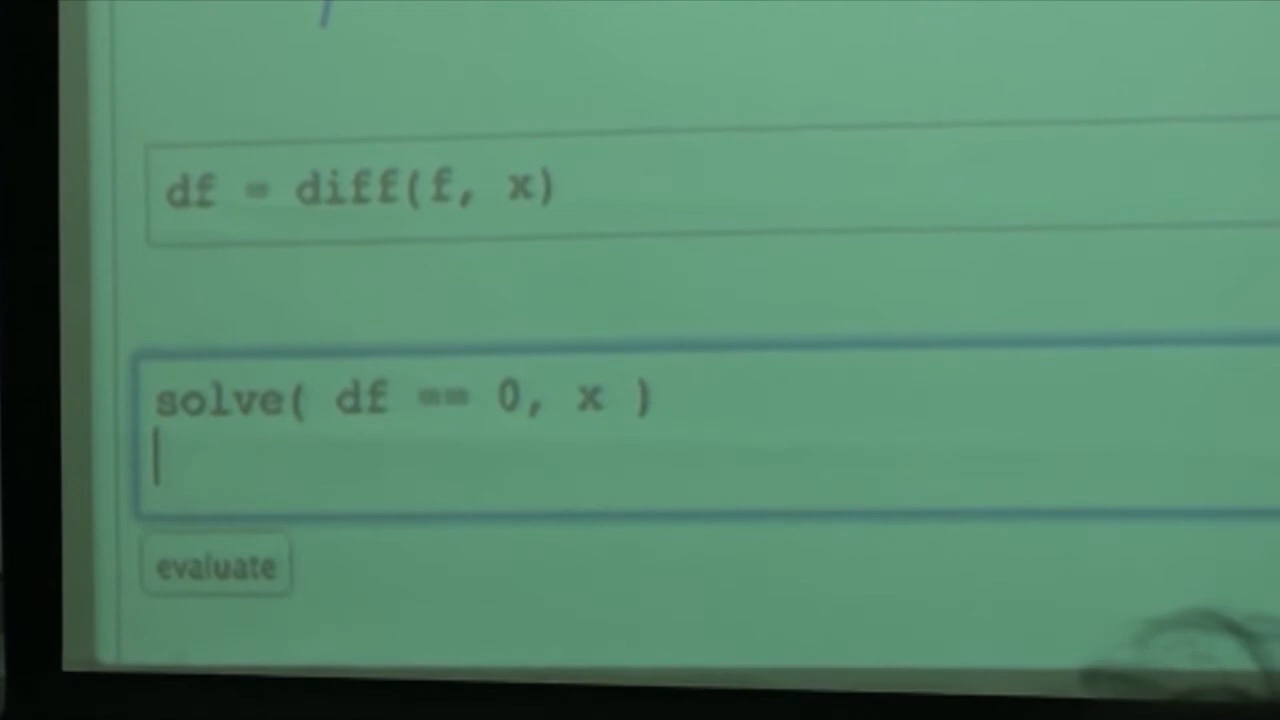 df = diff(f, x)
solve( df == 0, x )
evaluate